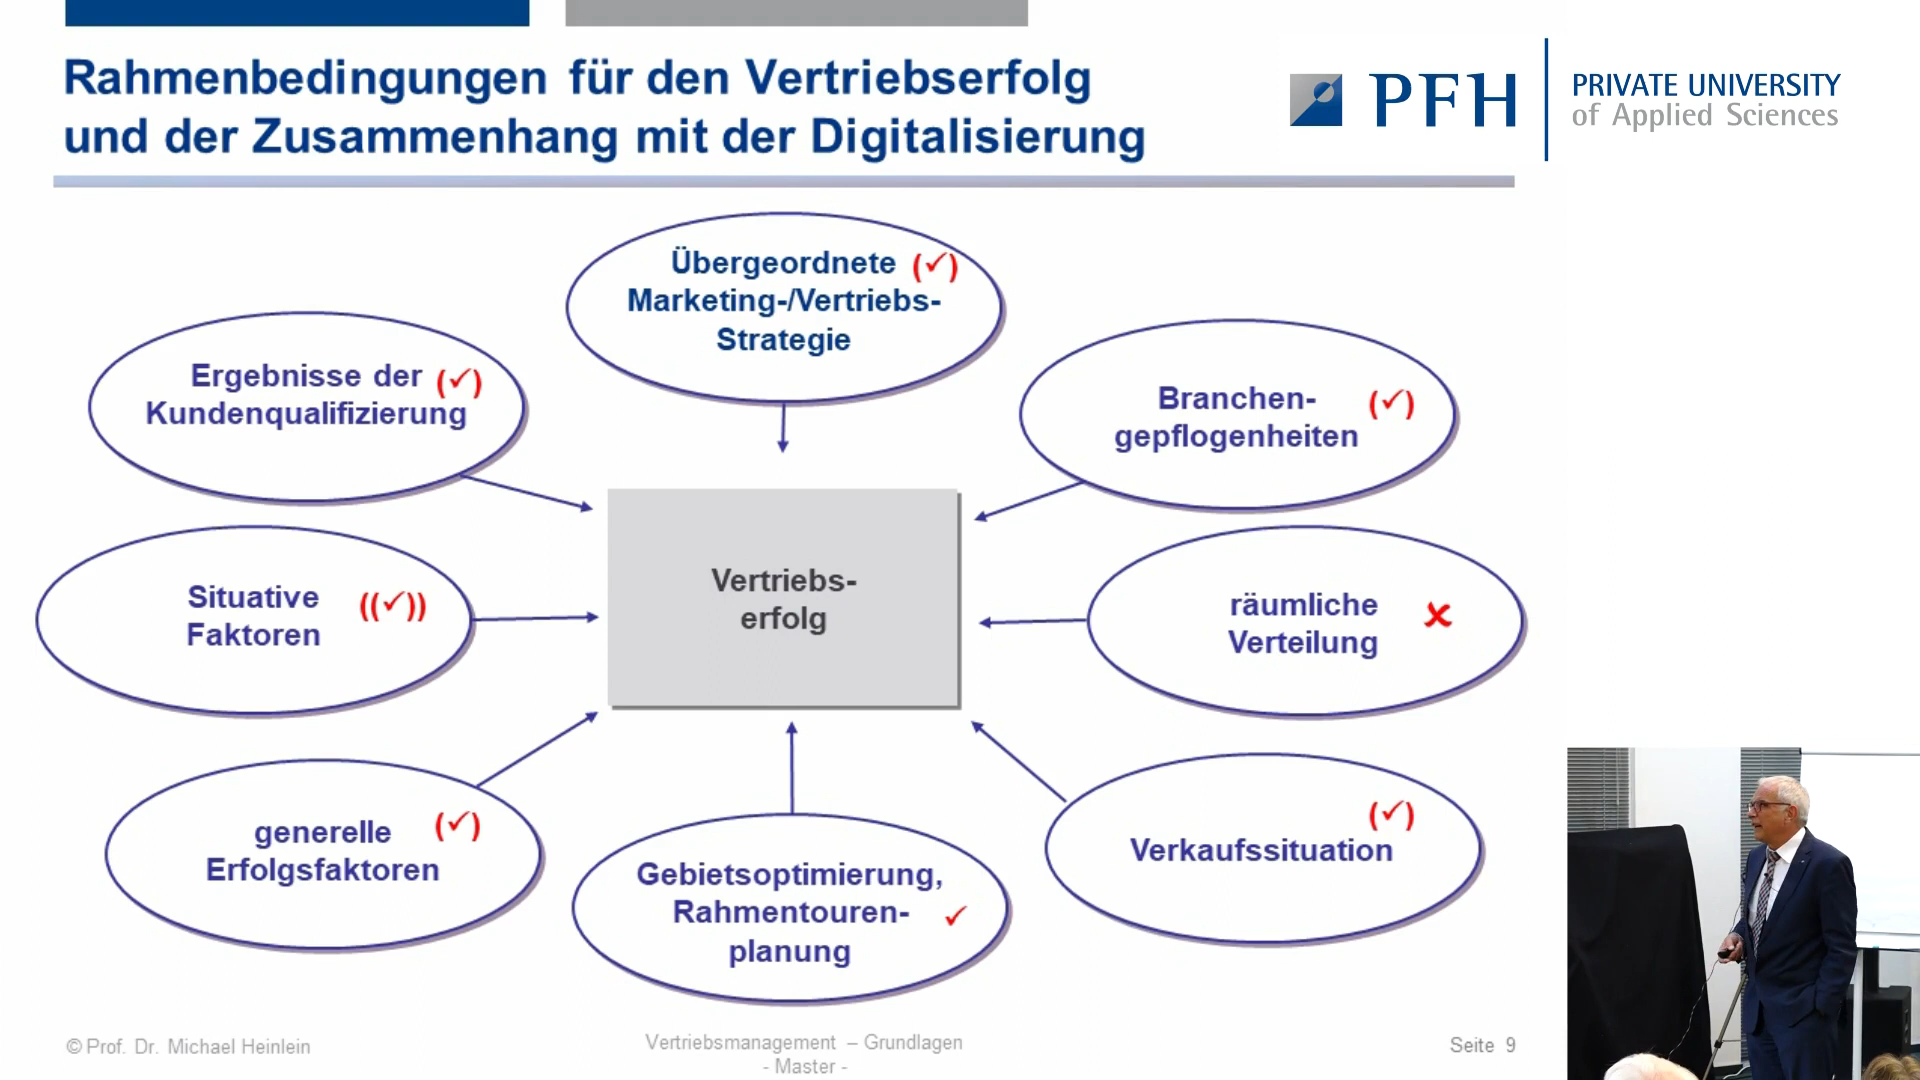 Rahmenbedingungen für den Vertriebserfolg
und der Zusammenhang mit der Digitalisierung
PFH
PRIVATE UNIVERSITY
of Applied Sciences
Übergeordnete (✓)
Marketing-/Vertriebs-
Strategie
Ergebnisse der (✓)
Kundenqualifizierung
Branchen- (✓)
gepflogenheiten
Situative ((✓))
Faktoren
Vertriebs-
erfolg
räumliche ✘
Verteilung
generelle (✓)
Erfolgsfaktoren
Gebietsoptimierung,
Rahmentouren- ✓
planung
(✓)
Verkaufssituation
© Prof. Dr. Michael Heinlein
Vertriebsmanagement – Grundlagen
- Master -
Seite 9